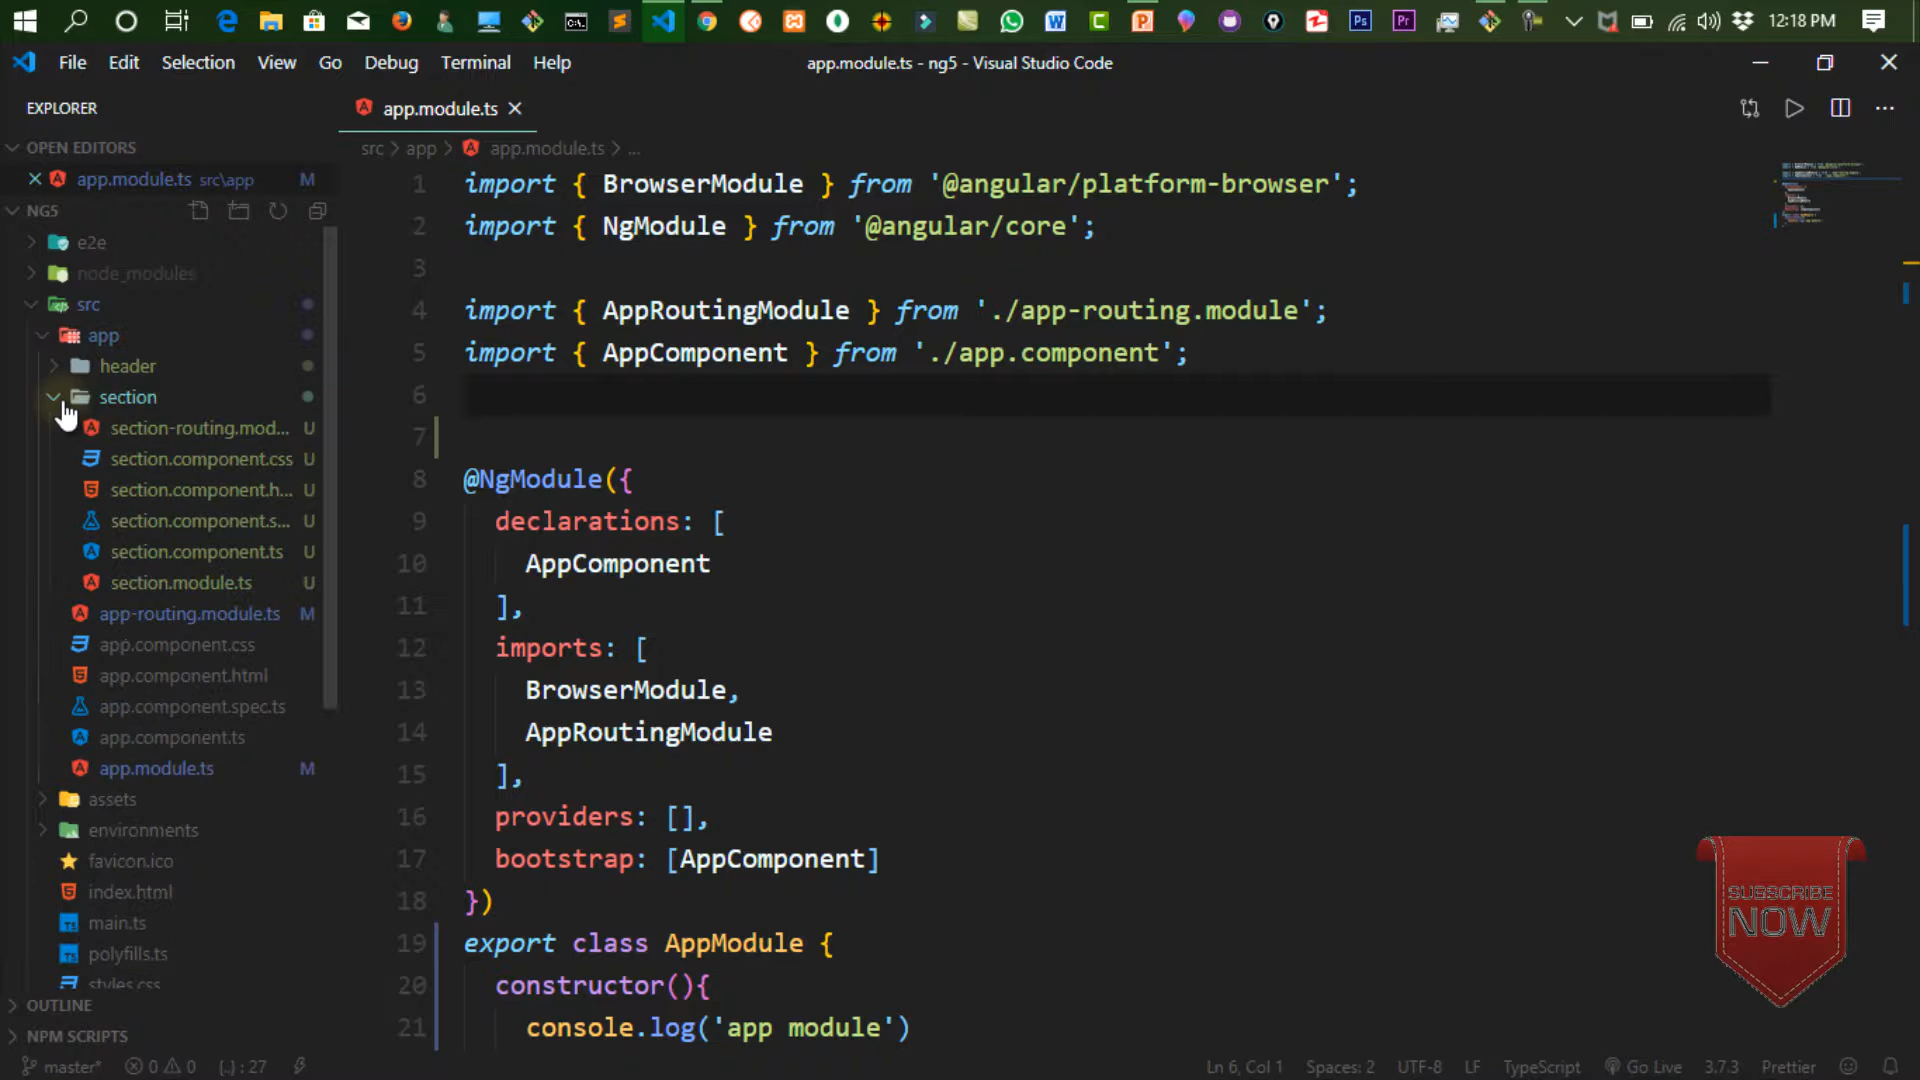 12:18 PM
File Edit Selection View Go Debug Terminal Help
app.module.ts - ng5 - Visual Studio Code
EXPLORER
app.module.ts
OPEN EDITORS
app.module.ts src\app M
NG5
e2e
node_modules
src
app
header
section
section-routing.mod... U
section.component.css U
section.component.h... U
section.component.s... U
section.component.ts U
section.module.ts U
app-routing.module.ts M
app.component.css
app.component.html
app.component.spec.ts
app.component.ts
app.module.ts M
assets
environments
favicon.ico
index.html
main.ts
polyfills.ts
styles.css
OUTLINE
NPM SCRIPTS
src > app > app.module.ts > ...
1 import { BrowserModule } from '@angular/platform-browser';
2 import { NgModule } from '@angular/core';
3
4 import { AppRoutingModule } from './app-routing.module';
5 import { AppComponent } from './app.component';
6
7
8 @NgModule({
9 declarations: [
10 AppComponent
11 ],
12 imports: [
13 BrowserModule,
14 AppRoutingModule
15 ],
16 providers: [],
17 bootstrap: [AppComponent]
18 })
19 export class AppModule {
20 constructor(){
21 console.log('app module')
SUBSCRIBE
NOW
master* 0 0 {..} : 27
Ln 6, Col 1 Spaces: 2 UTF-8 LF TypeScript Go Live 3.7.3 Prettier